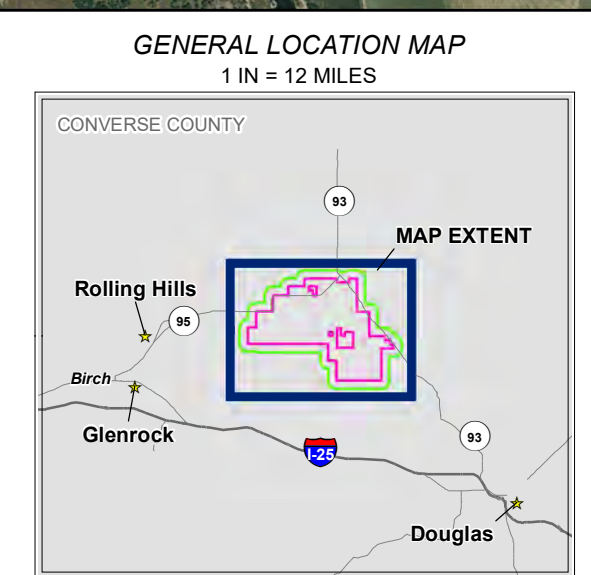 GENERAL LOCATION MAP
1 IN = 12 MILES
CONVERSE COUNTY
93
MAP EXTENT
Rolling Hills
95
Birch
Glenrock
I-25
93
Douglas